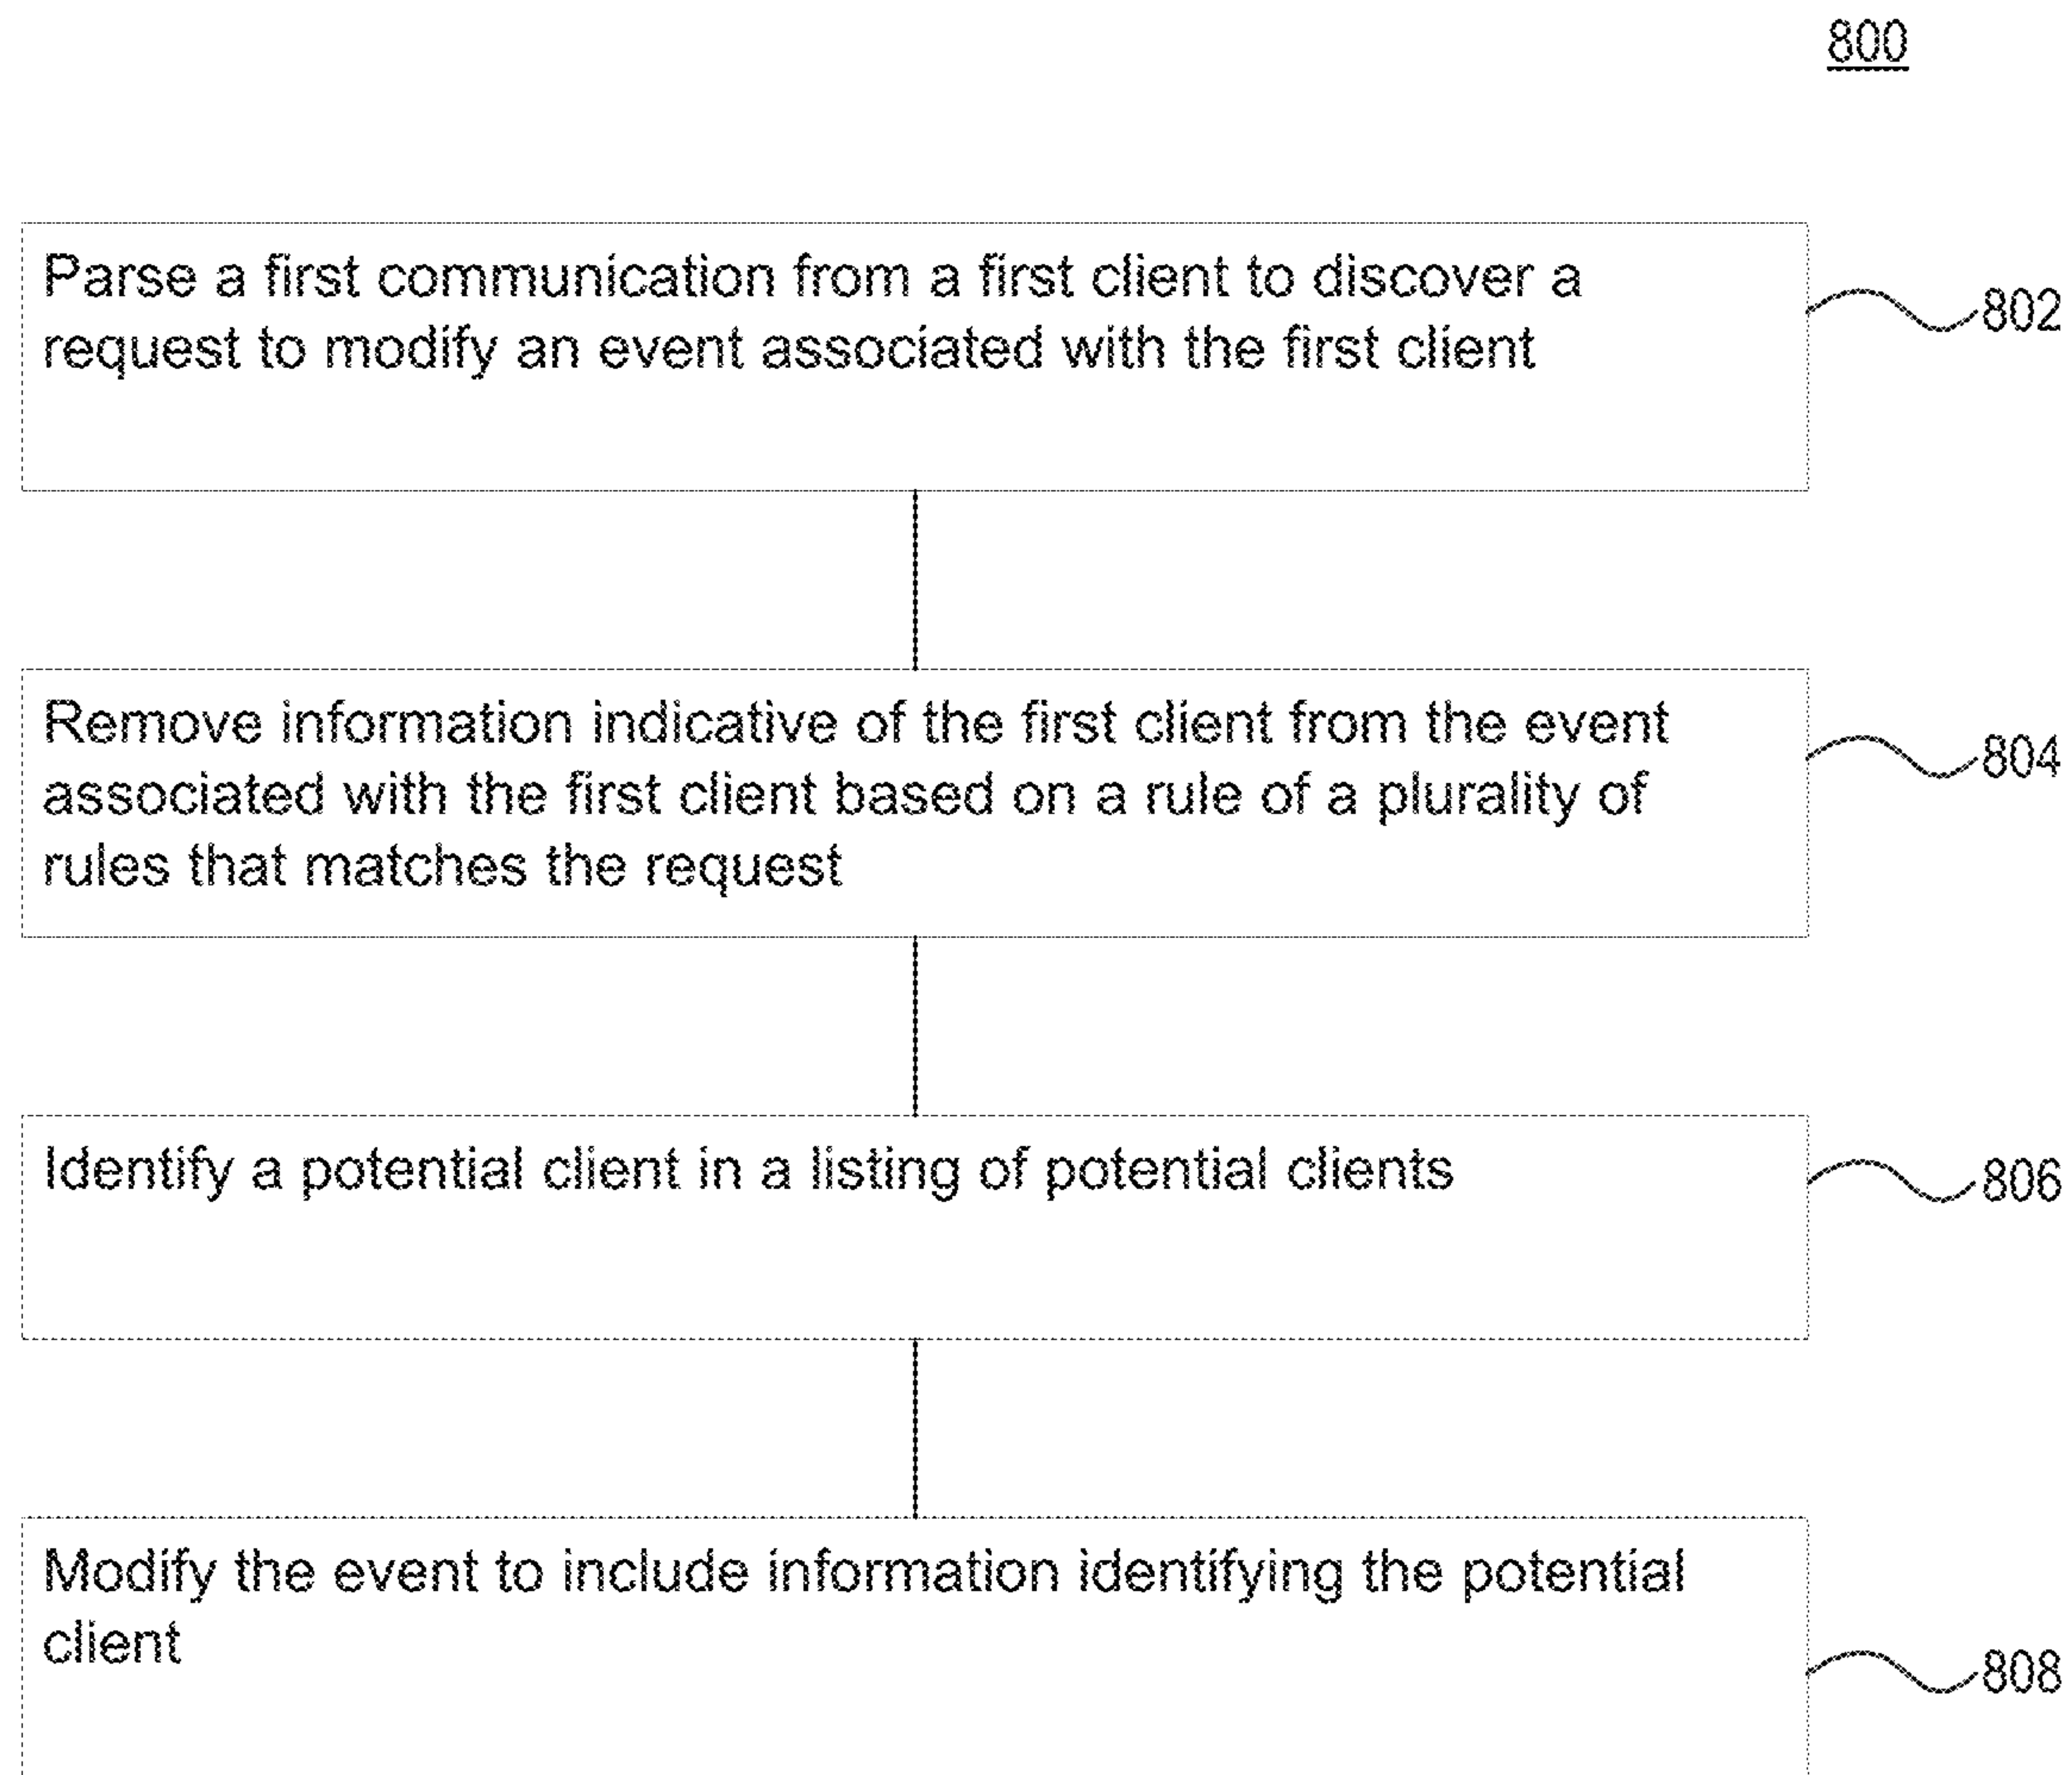 800
Parse a first communication from a first client to discover a
request to modify an event associated with the first client
802
Remove information indicative of the first client from the event
associated with the first client based on a rule of a plurality of
rules that matches the request
804
Identify a potential client in a listing of potential clients
806
Modify the event to include information identifying the potential
client
808